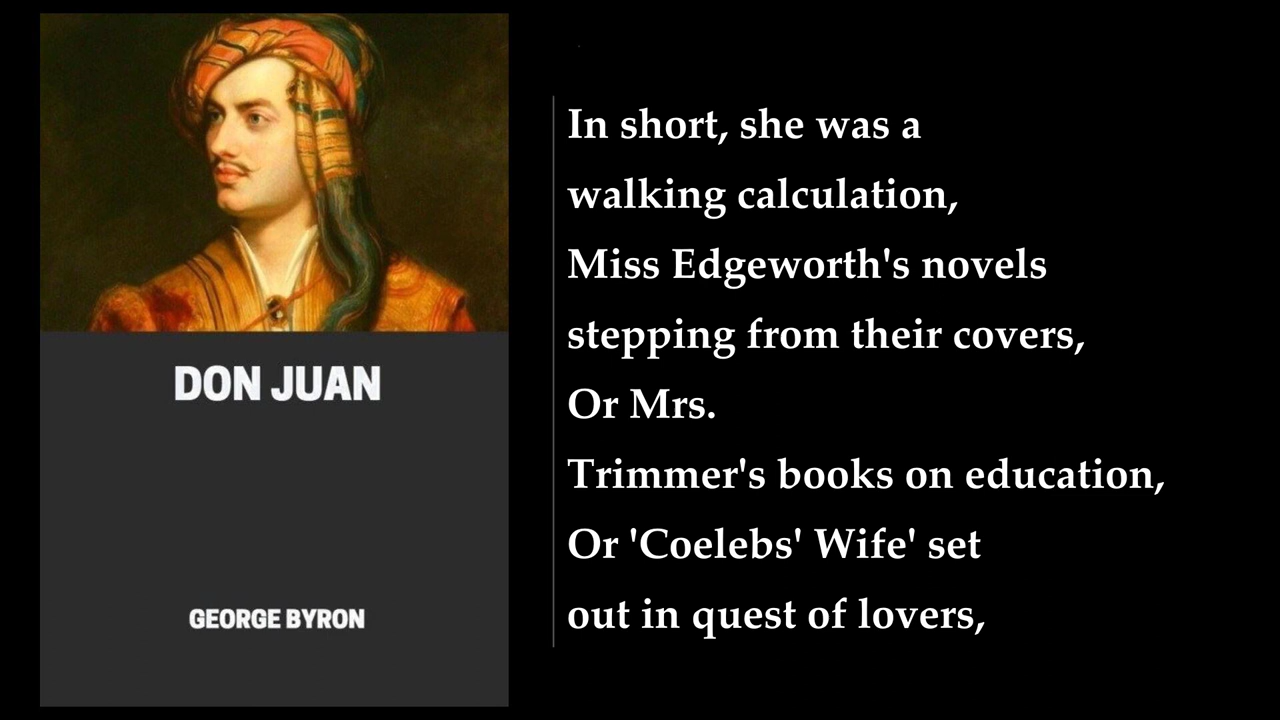 DON JUAN
GEORGE BYRON
In short, she was a
walking calculation,
Miss Edgeworth's novels
stepping from their covers,
Or Mrs.
Trimmer's books on education,
Or 'Coelebs' Wife' set
out in quest of lovers,